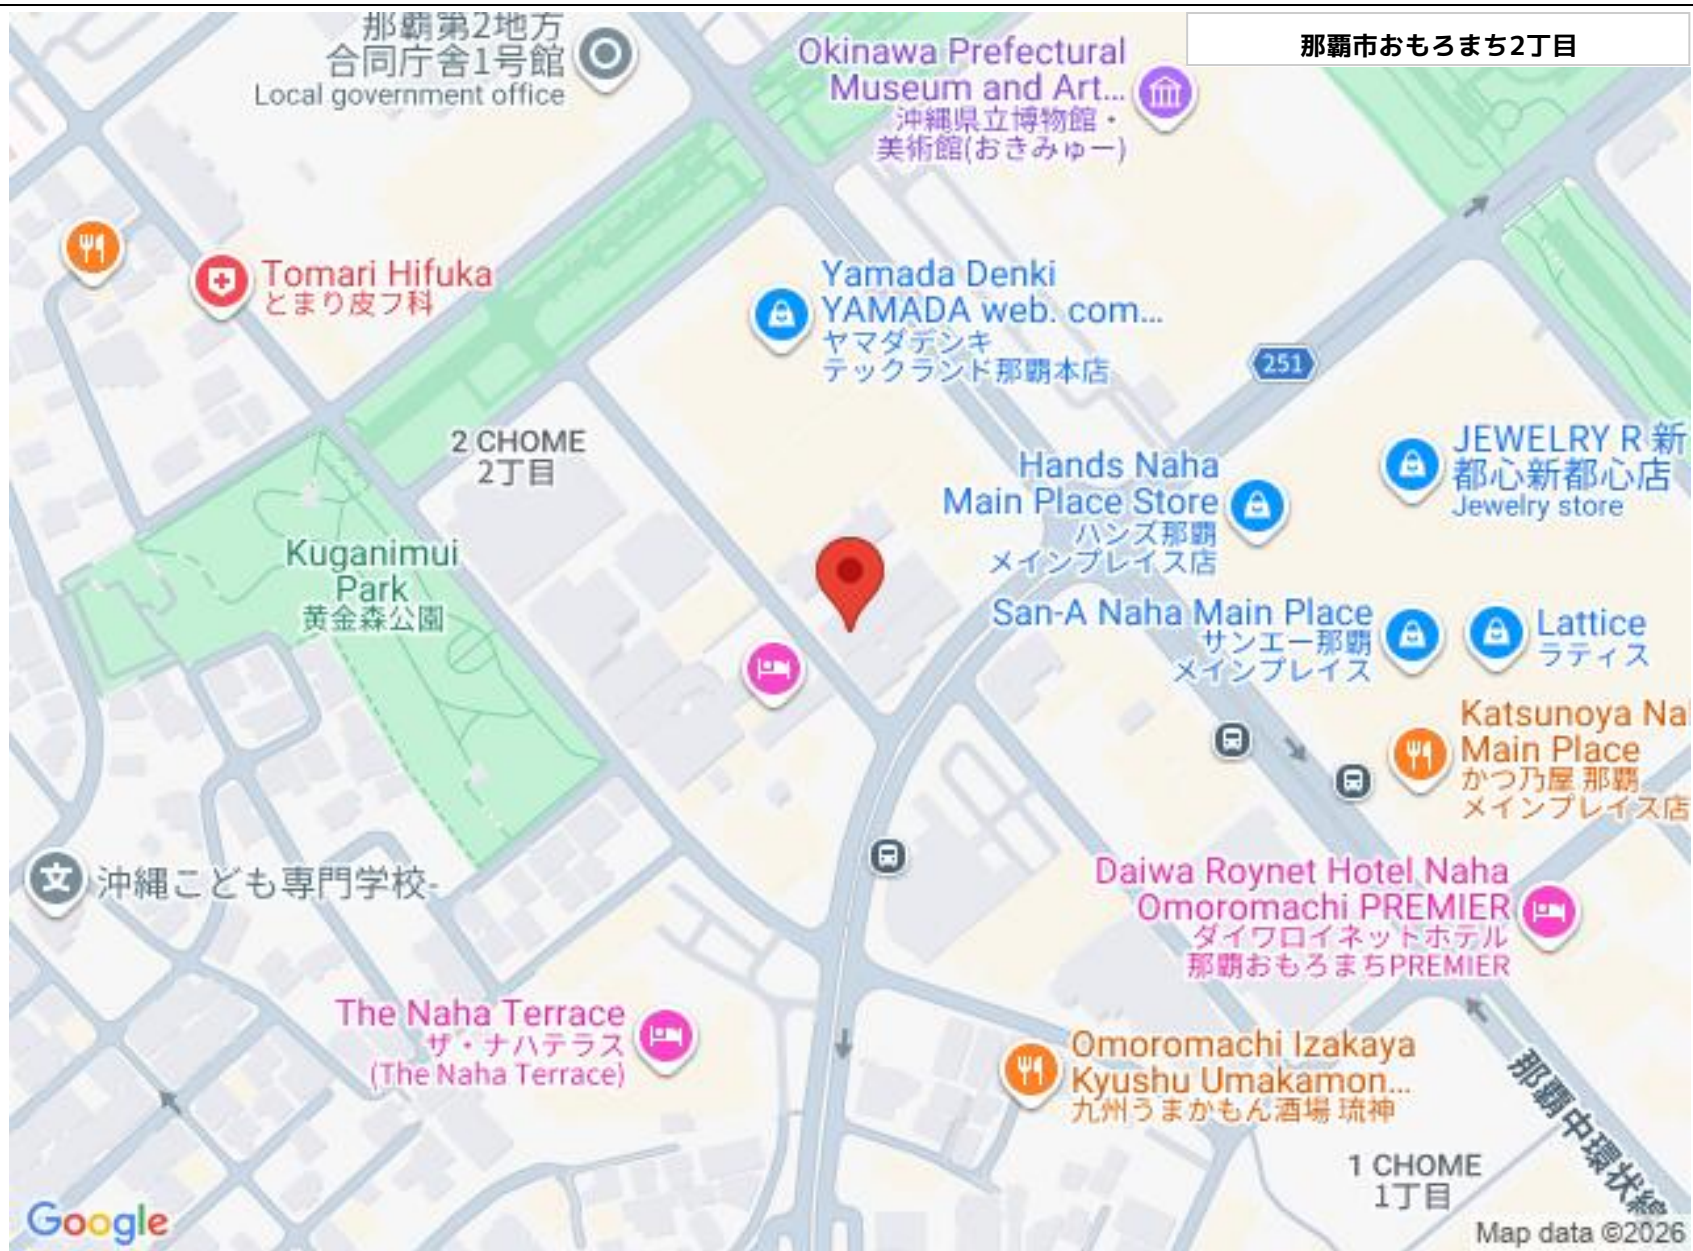 那覇第2地方
合同庁舎1号館
Local government office
Okinawa Prefectural
Museum and Art...
沖縄県立博物館・
美術館(おきみゅー)
那覇市おもろまち2丁目
Tomari Hifuka
とまり皮フ科
Yamada Denki
YAMADA web. com...
ヤマダデンキ
テックランド那覇本店
251
2 CHOME
2丁目
Hands Naha
Main Place Store
ハンズ那覇
メインプレイス店
JEWELRY R 新
都心新都心店
Jewelry store
Kuganimui
Park
黄金森公園
San-A Naha Main Place
サンエー那覇
メインプレイス
Lattice
ラティス
Katsunoya Na
Main Place
かつ乃屋 那覇
メインプレイス店
沖縄こども専門学校
Daiwa Roynet Hotel Naha
Omoromachi PREMIER
ダイワロイネットホテル
那覇おもろまちPREMIER
The Naha Terrace
ザ・ナハテラス
(The Naha Terrace)
Omoromachi Izakaya
Kyushu Umakamon...
九州うまかもん酒場 琉神
那覇中環状線
1 CHOME
1丁目
Google
Map data ©2026